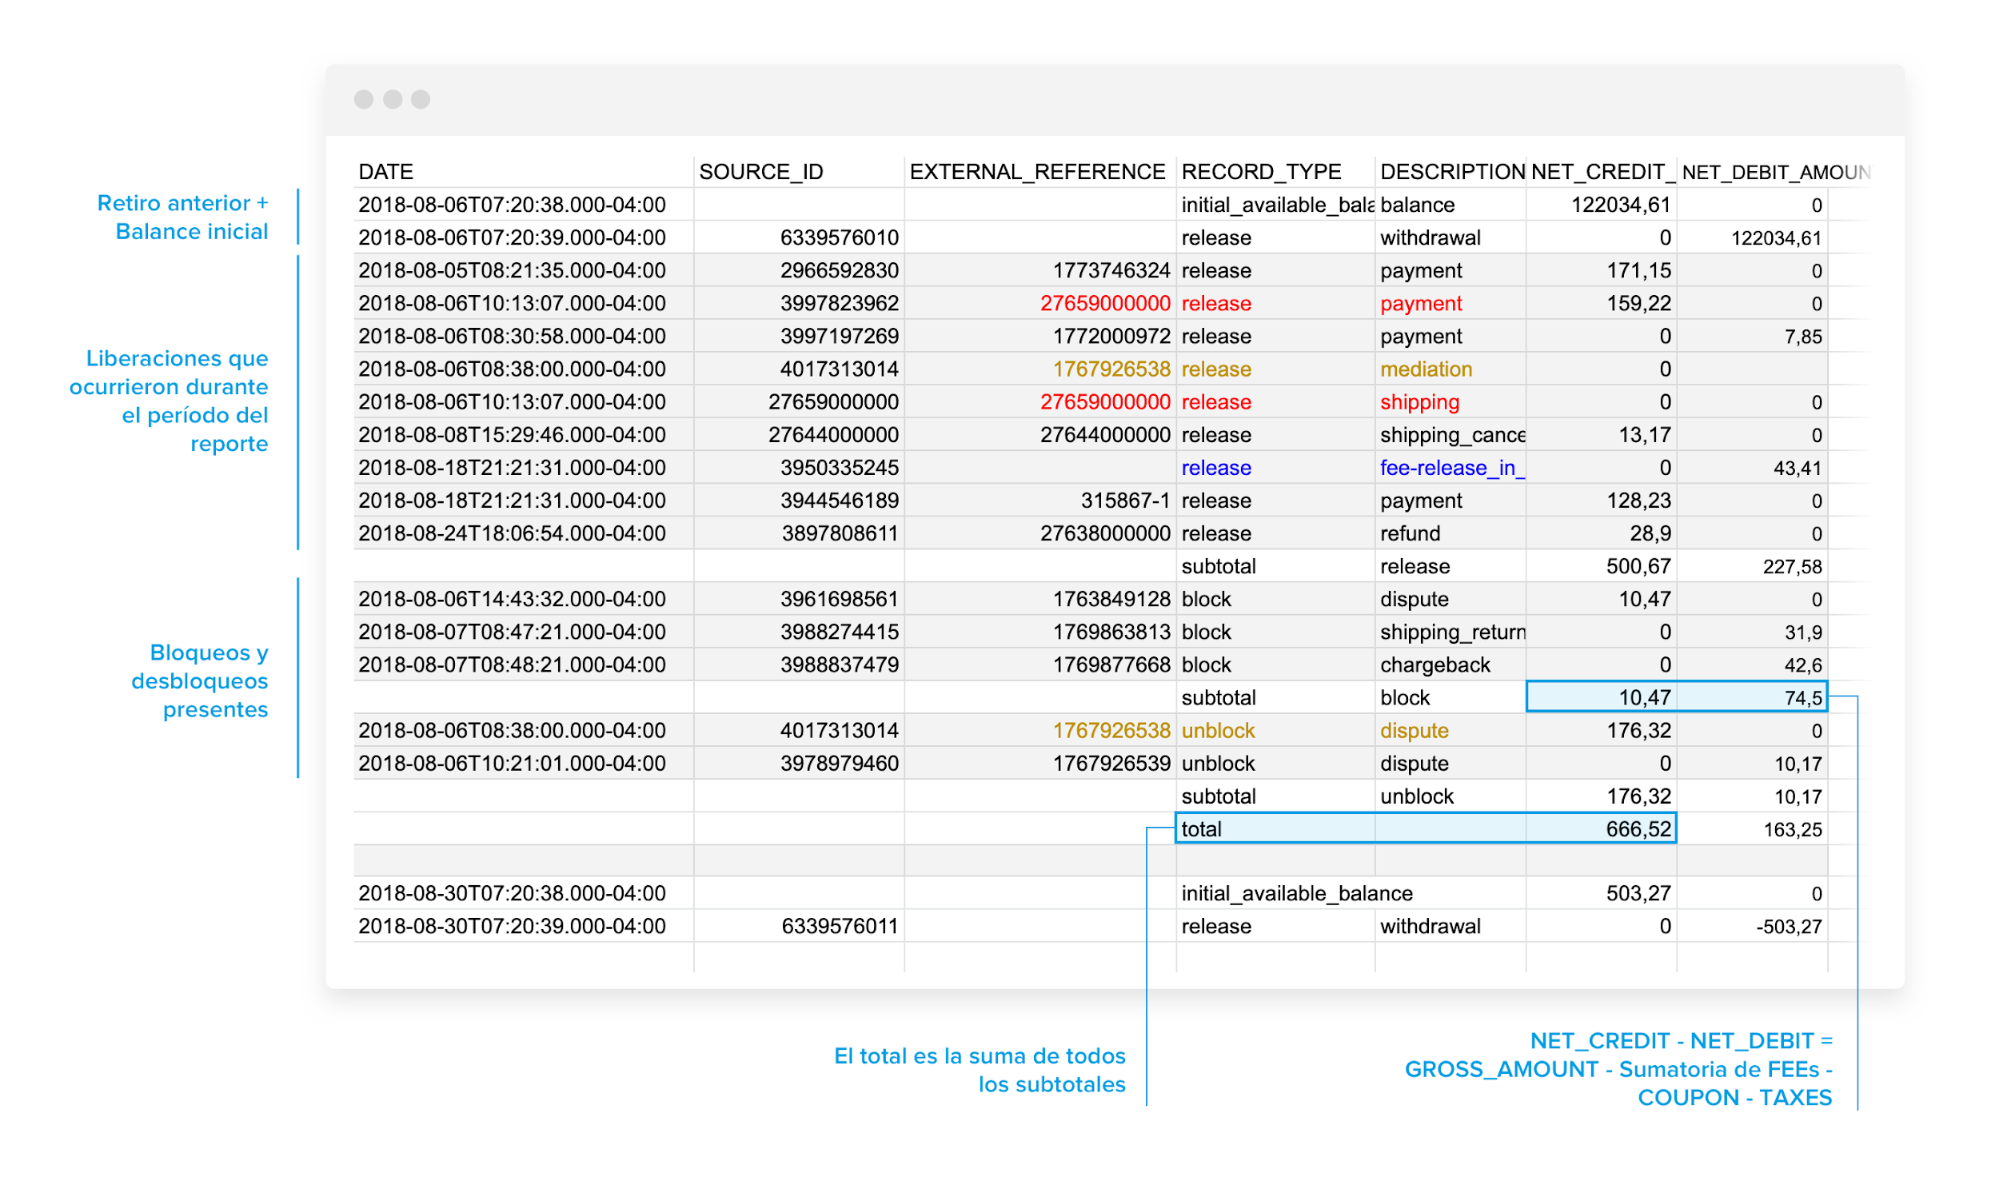 DATE SOURCE_ID EXTERNAL_REFERENCE RECORD_TYPE DESCRIPTION NET_CREDIT_ NET_DEBIT_AMOUN
2018-08-06T07:20:38.000-04:00 initial_available_bala balance 122034,61 0
2018-08-06T07:20:39.000-04:00 6339576010 release withdrawal 0 122034,61
2018-08-05T08:21:35.000-04:00 2966592830 1773746324 release payment 171,15 0
2018-08-06T10:13:07.000-04:00 3997823962 27659000000 release payment 159,22 0
2018-08-06T08:30:58.000-04:00 3997197269 1772000972 release payment 0 7,85
2018-08-06T08:38:00.000-04:00 4017313014 1767926538 release mediation 0
2018-08-06T10:13:07.000-04:00 27659000000 27659000000 release shipping 0 0
2018-08-08T15:29:46.000-04:00 27644000000 27644000000 release shipping_cance 13,17 0
2018-08-18T21:21:31.000-04:00 3950335245 release fee-release_in_ 0 43,41
2018-08-18T21:21:31.000-04:00 3944546189 315867-1 release payment 128,23 0
2018-08-24T18:06:54.000-04:00 3897808611 27638000000 release refund 28,9 0
subtotal release 500,67 227,58
2018-08-06T14:43:32.000-04:00 3961698561 1763849128 block dispute 10,47 0
2018-08-07T08:47:21.000-04:00 3988274415 1769863813 block shipping_return 0 31,9
2018-08-07T08:48:21.000-04:00 3988837479 1769877668 block chargeback 0 42,6
subtotal block 10,47 74,5
2018-08-06T08:38:00.000-04:00 4017313014 1767926538 unblock dispute 176,32 0
2018-08-06T10:21:01.000-04:00 3978979460 1767926539 unblock dispute 0 10,17
subtotal unblock 176,32 10,17
total 666,52 163,25
2018-08-30T07:20:38.000-04:00 initial_available_balance 503,27 0
2018-08-30T07:20:39.000-04:00 6339576011 release withdrawal 0 -503,27
Retiro anterior +
Balance inicial
Liberaciones que
ocurrieron durante
el período del
reporte
Bloqueos y
desbloqueos
presentes
El total es la suma de todos
los subtotales
NET_CREDIT - NET_DEBIT =
GROSS_AMOUNT - Sumatoria de FEEs -
COUPON - TAXES